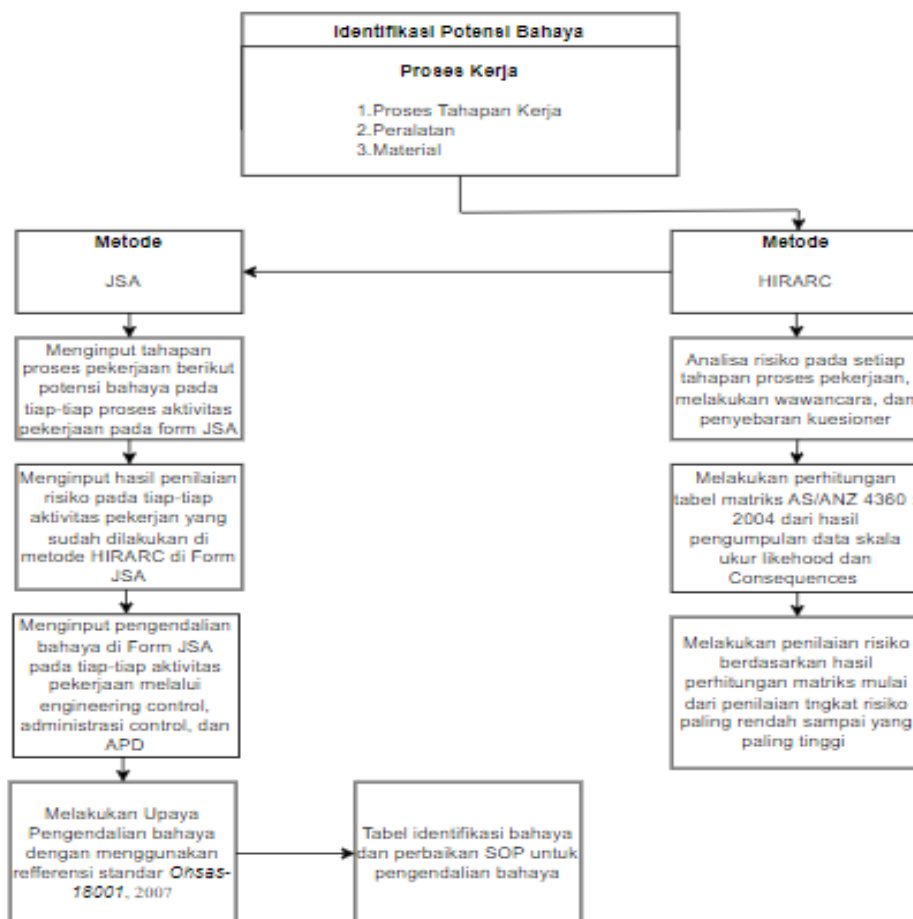 Identifikasi Potensi Bahaya
Proses Kerja
1.Proses Tahapan Kerja
2.Peralatan
3.Material
Metode
JSA
Metode
HIRARC
Menginput tahapan
proses pekerjaan berikut
potensi bahaya pada
tiap-tiap proses aktivitas
pekerjaan pada form JSA
Analisa risiko pada setiap
tahapan proses pekerjaan,
melakukan wawancara, dan
penyebaran kuesioner
Menginput hasil penilaian
risiko pada tiap-tiap
aktivitas pekerjan yang
sudah dilakukan di
metode HIRARC di Form
JSA
Melakukan perhitungan
tabel matriks AS/ANZ 4360 :
2004 dari hasil
pengumpulan data skala
ukur likehood dan
Consequences
Menginput pengendalian
bahaya di Form JSA
pada tiap-tiap aktivitas
pekerjaan melalui
engineering control,
administrasi control, dan
APD
Melakukan penilaian risiko
berdasarkan hasil
perhitungan matriks mulai
dari penilaian tngkat risiko
paling rendah sampai yang
paling tinggi
Melakukan Upaya
Pengendalian bahaya
dengan menggunakan
refferensi standar Ohsas-
18001, 2007
Tabel identifikasi bahaya
dan perbaikan SOP untuk
pengendalian bahaya